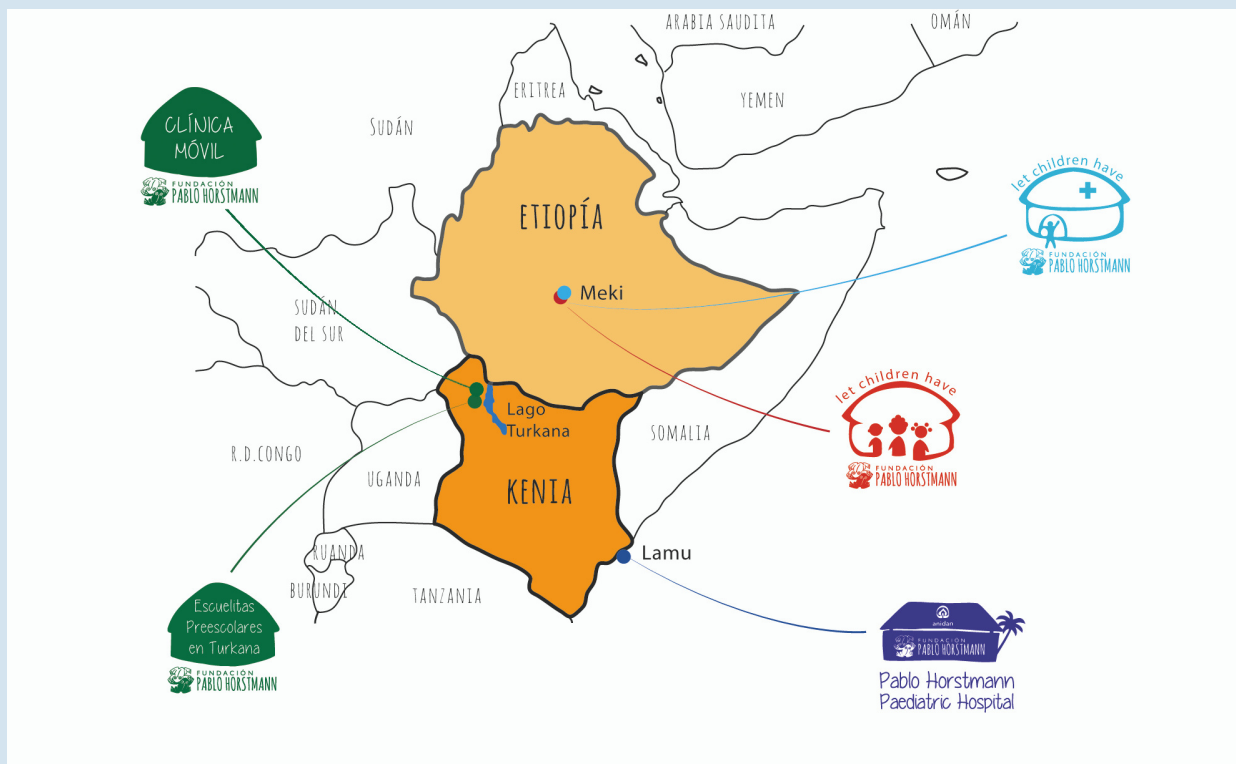 ARABIA SAUDITA
OMÁN
ERITREA
YEMEN
SUDÁN
CLÍNICA
MÓVIL
FUNDACIÓN
PABLO HORSTMANN
let children have
FUNDACIÓN
PABLO HORSTMANN
ETIOPÍA
Meki
SUDÁN
DEL SUR
let children have
FUNDACIÓN
PABLO HORSTMANN
Lago
Turkana
SOMALIA
R.D.CONGO
UGANDA
KENIA
RUANDA
BURUNDI
TANZANIA
Lamu
Escuelitas
Preescolares
en Turkana
FUNDACIÓN
PABLO HORSTMANN
anidan
FUNDACIÓN
PABLO HORSTMANN
Pablo Horstmann
Paediatric Hospital